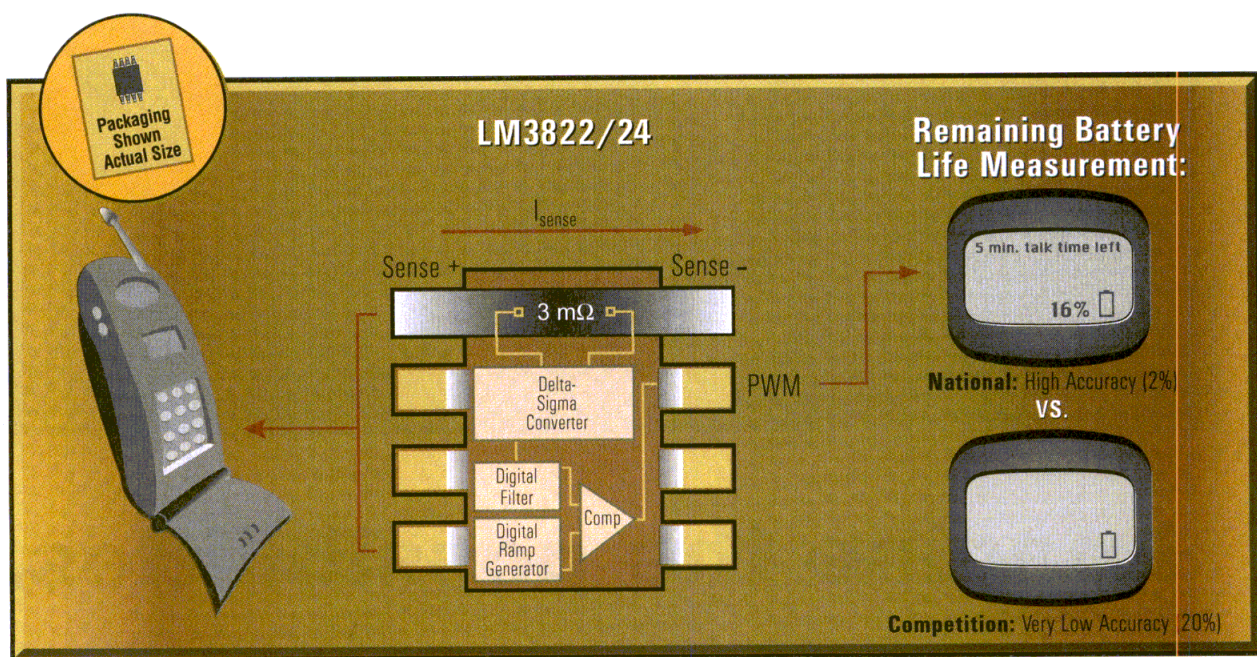 Packaging
Shown
Actual Size
LM3822/24
Remaining Battery
Life Measurement:
Isense
Sense +
Sense –
3 mΩ
5 min. talk time left
16%
Delta-
Sigma
Converter
PWM
National: High Accuracy (2%)
VS.
Digital
Filter
Comp
Digital
Ramp
Generator
Competition: Very Low Accuracy (20%)